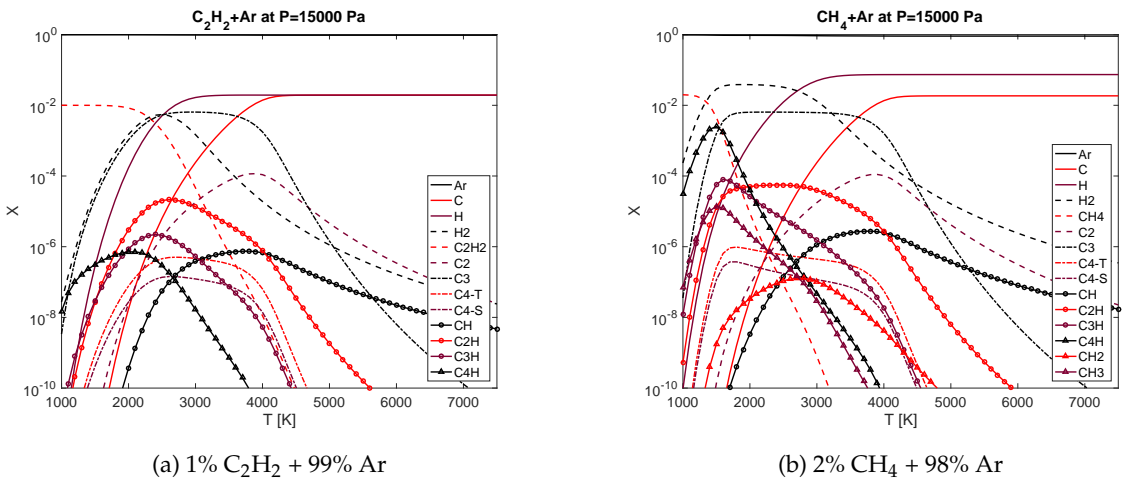 C2H2+Ar at P=15000 Pa
10^0
10^-2
10^-4
10^-6
10^-8
10^-10
X
1000 2000 3000 4000 5000 6000 7000
T [K]
Ar
C
H
H2
C2H2
C2
C3
C4-T
C4-S
CH
C2H
C3H
C4H
(a) 1% C2H2 + 99% Ar
CH4+Ar at P=15000 Pa
10^0
10^-2
10^-4
10^-6
10^-8
10^-10
X
1000 2000 3000 4000 5000 6000 7000
T [K]
Ar
C
H
H2
CH4
C2
C3
C4-T
C4-S
CH
C2H
C3H
C4H
CH2
CH3
(b) 2% CH4 + 98% Ar